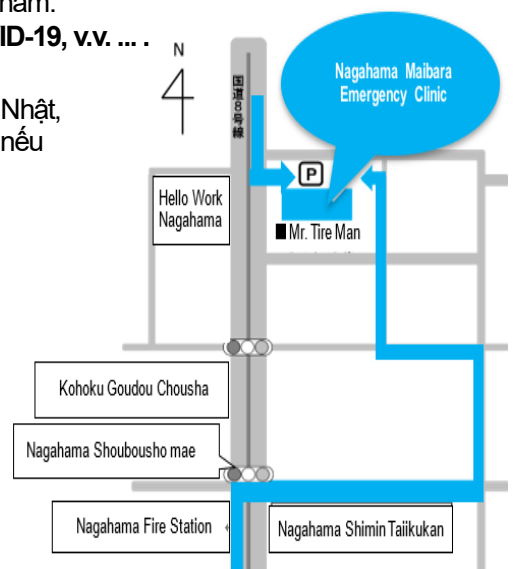 nam.
ID-19, v.v. ... .
Nhật,
nếu
N
国道8号線
Nagahama Maibara
Emergency Clinic
P
Hello Work
Nagahama
■Mr. Tire Man
Kohoku Goudou Chousha
Nagahama Shoubousho mae
Nagahama Fire Station
Nagahama Shimin Taiikukan